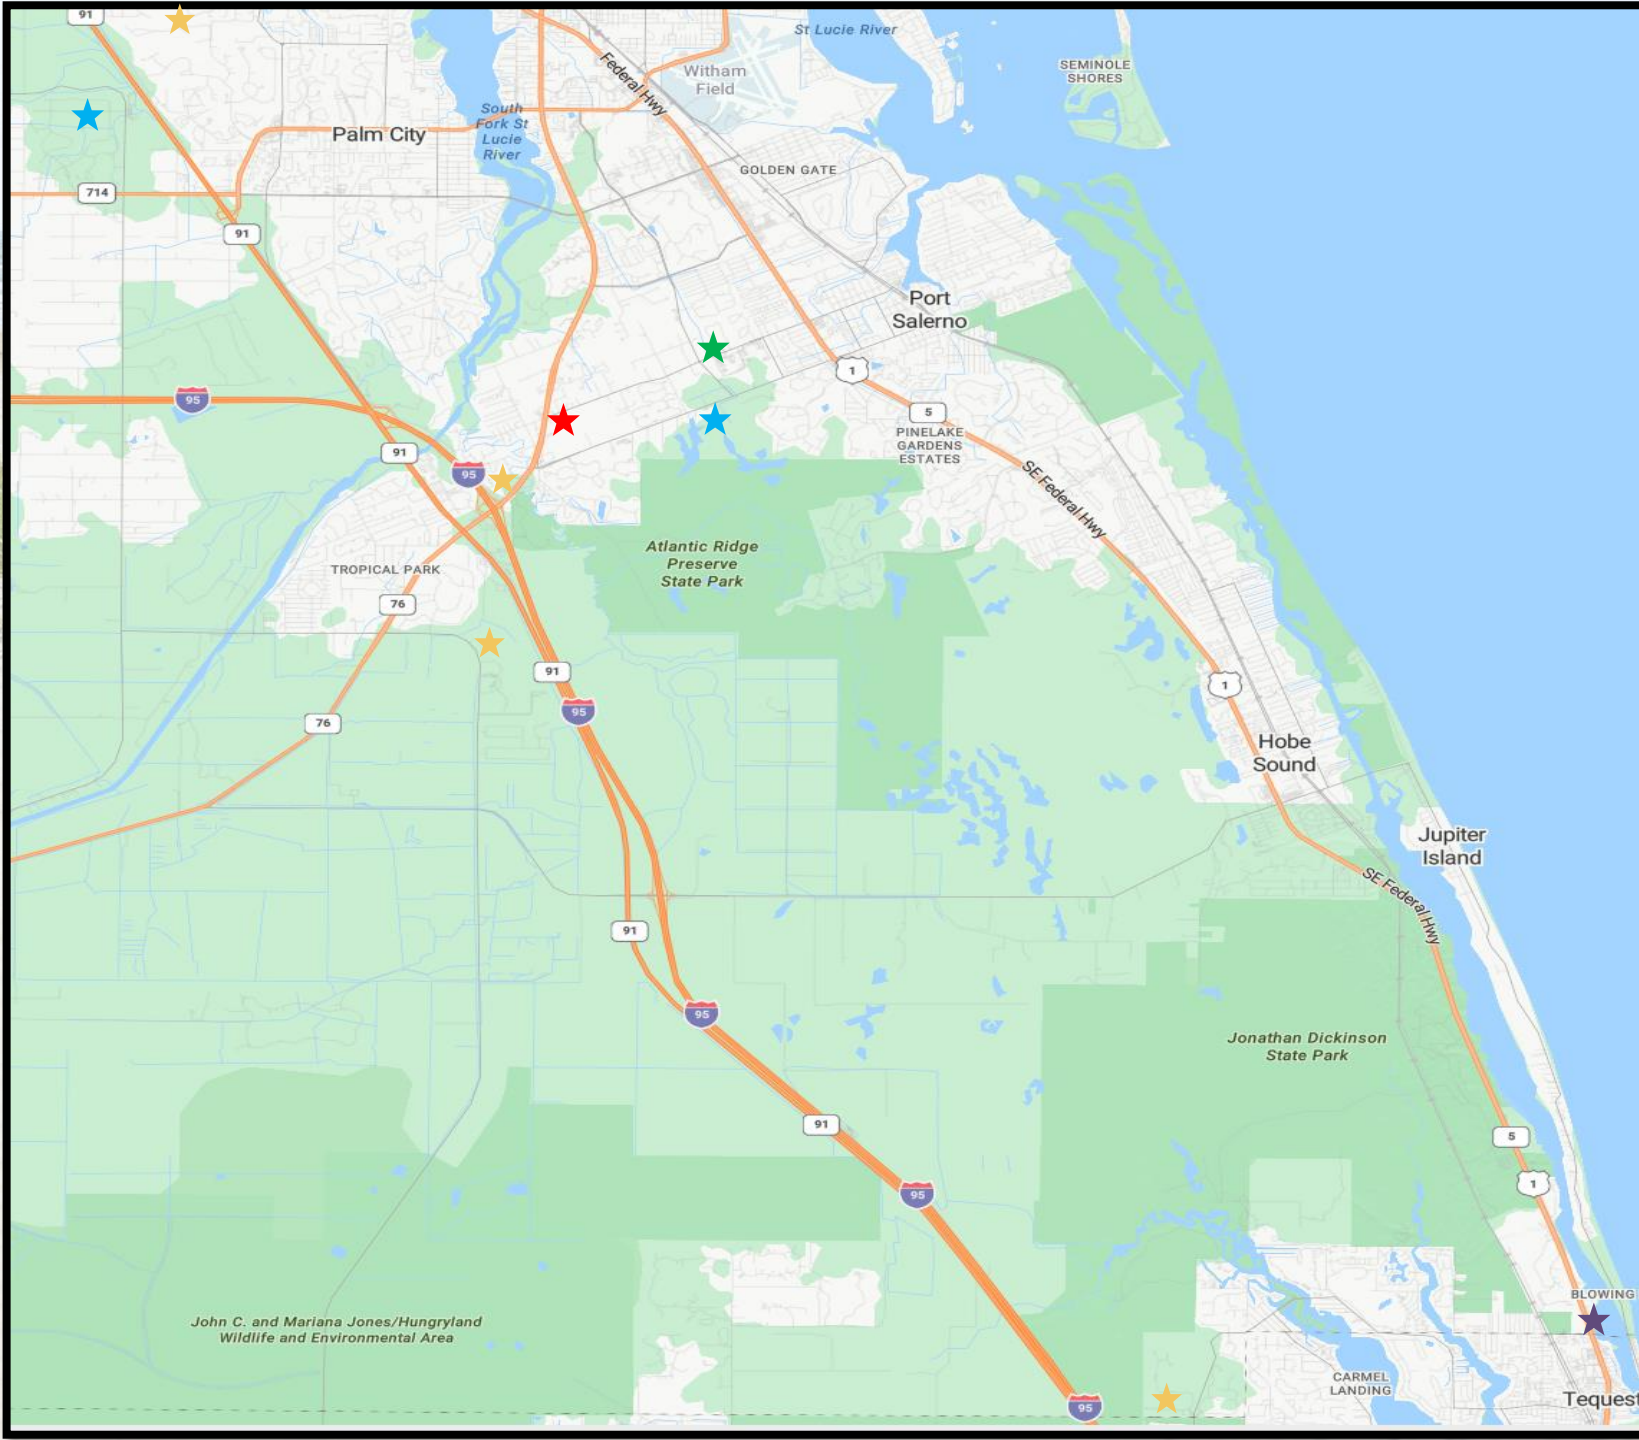 91
St Lucie River
SEMINOLE
SHORES
Federal Hwy
Witham
Field
South
Fork St
Lucie
River
Palm City
GOLDEN GATE
714
91
Port
Salerno
1
95
5
PINELAKE
GARDENS
ESTATES
91
95
SE Federal Hwy
Atlantic Ridge
Preserve
State Park
TROPICAL PARK
76
91
1
95
76
Hobe
Sound
Jupiter
Island
SE Federal Hwy
91
95
Jonathan Dickinson
State Park
91
5
1
95
BLOWING
John C. and Mariana Jones/Hungryland
Wildlife and Environmental Area
CARMEL
LANDING
95
Tequest